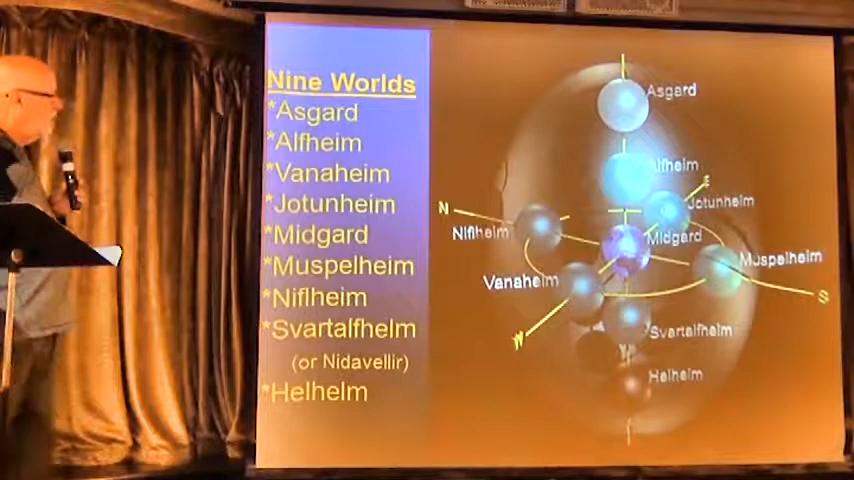 Nine Worlds
*Asgard
*Alfheim
*Vanaheim
*Jotunheim
*Midgard
*Muspelheim
*Niflheim
*Svartalfhelm
(or Nidavellir)
*Helheim
Asgard
Alfheim
E
Jotunheim
N
Niflheim
Midgard
Muspelheim
Vanaheim
S
W
Svartalfheim
Helheim